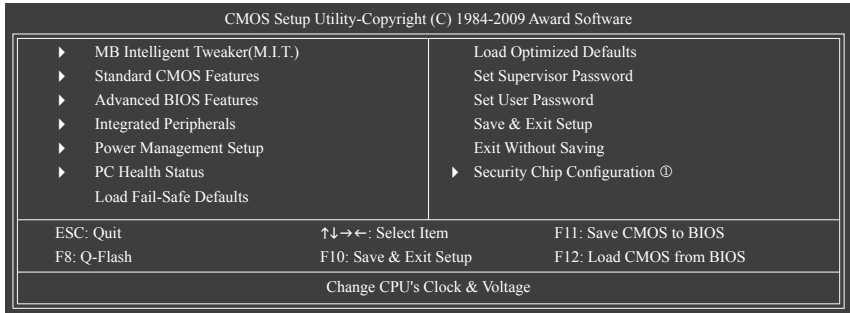 CMOS Setup Utility-Copyright (C) 1984-2009 Award Software
MB Intelligent Tweaker(M.I.T.)
Standard CMOS Features
Advanced BIOS Features
Integrated Peripherals
Power Management Setup
PC Health Status
Load Fail-Safe Defaults
Load Optimized Defaults
Set Supervisor Password
Set User Password
Save & Exit Setup
Exit Without Saving
Security Chip Configuration ①
ESC: Quit ↑↓→←: Select Item F11: Save CMOS to BIOS
F8: Q-Flash F10: Save & Exit Setup F12: Load CMOS from BIOS
Change CPU's Clock & Voltage